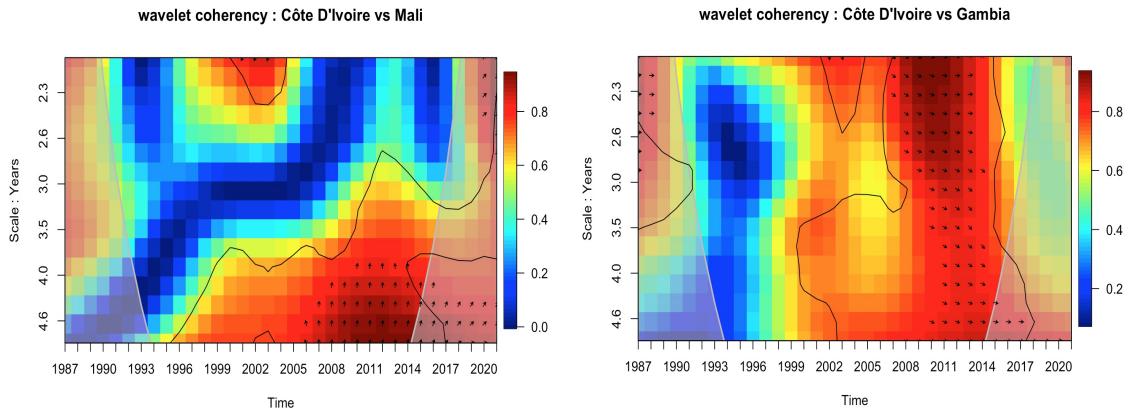 wavelet coherency : Côte D'Ivoire vs Mali
Scale : Years
2.3
2.6
3.0
3.5
4.0
4.6
1987 1990 1993 1996 1999 2002 2005 2008 2011 2014 2017 2020
Time
0.8
0.6
0.4
0.2
0.0
wavelet coherency : Côte D'Ivoire vs Gambia
Scale : Years
2.3
2.6
3.0
3.5
4.0
4.6
1987 1990 1993 1996 1999 2002 2005 2008 2011 2014 2017 2020
Time
0.8
0.6
0.4
0.2